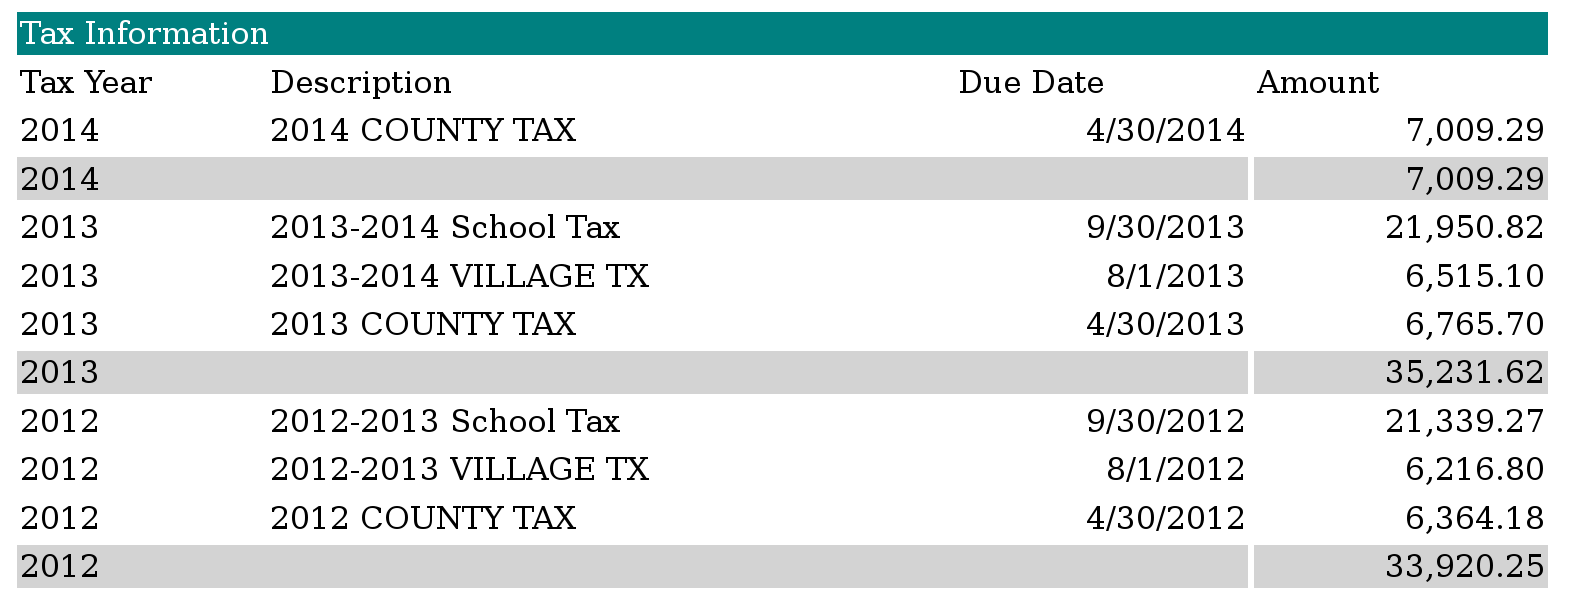 Tax Information
Tax Year Description Due Date Amount
2014 2014 COUNTY TAX 4/30/2014 7,009.29
2014 7,009.29
2013 2013-2014 School Tax 9/30/2013 21,950.82
2013 2013-2014 VILLAGE TX 8/1/2013 6,515.10
2013 2013 COUNTY TAX 4/30/2013 6,765.70
2013 35,231.62
2012 2012-2013 School Tax 9/30/2012 21,339.27
2012 2012-2013 VILLAGE TX 8/1/2012 6,216.80
2012 2012 COUNTY TAX 4/30/2012 6,364.18
2012 33,920.25